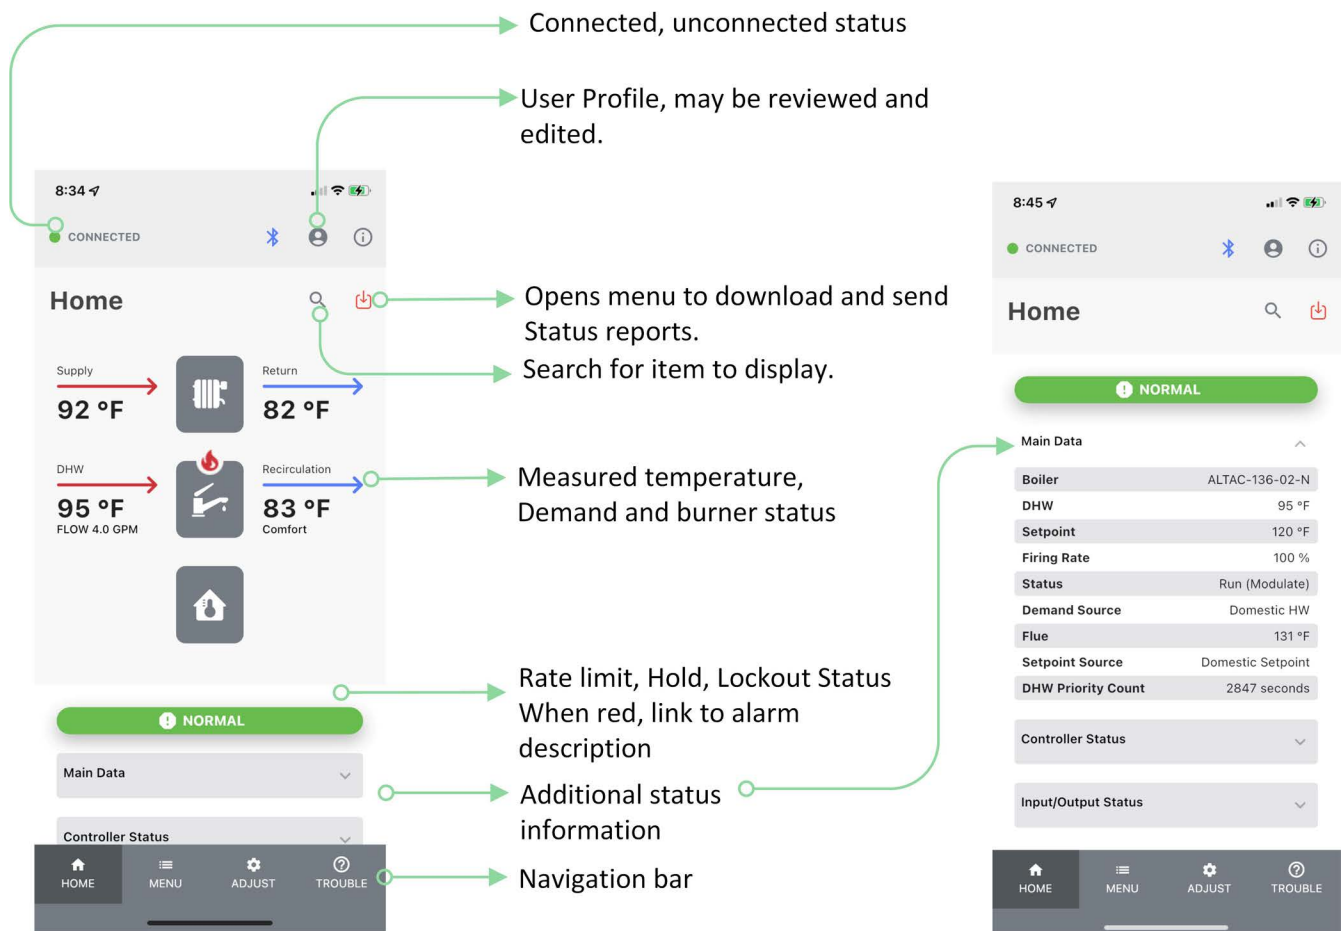 Connected, unconnected status
User Profile, may be reviewed and
edited.
8:34
CONNECTED
Home
Supply
92 °F
Return
82 °F
DHW
95 °F
FLOW 4.0 GPM
Recirculation
83 °F
Comfort
NORMAL
Main Data
Controller Status
HOME
MENU
ADJUST
TROUBLE
Opens menu to download and send
Status reports.
Search for item to display.
Measured temperature,
Demand and burner status
Rate limit, Hold, Lockout Status
When red, link to alarm
description
Additional status
information
Navigation bar
8:45
CONNECTED
Home
NORMAL
Main Data
Boiler ALTAC-136-02-N
DHW 95 °F
Setpoint 120 °F
Firing Rate 100 %
Status Run (Modulate)
Demand Source Domestic HW
Flue 131 °F
Setpoint Source Domestic Setpoint
DHW Priority Count 2847 seconds
Controller Status
Input/Output Status
HOME
MENU
ADJUST
TROUBLE